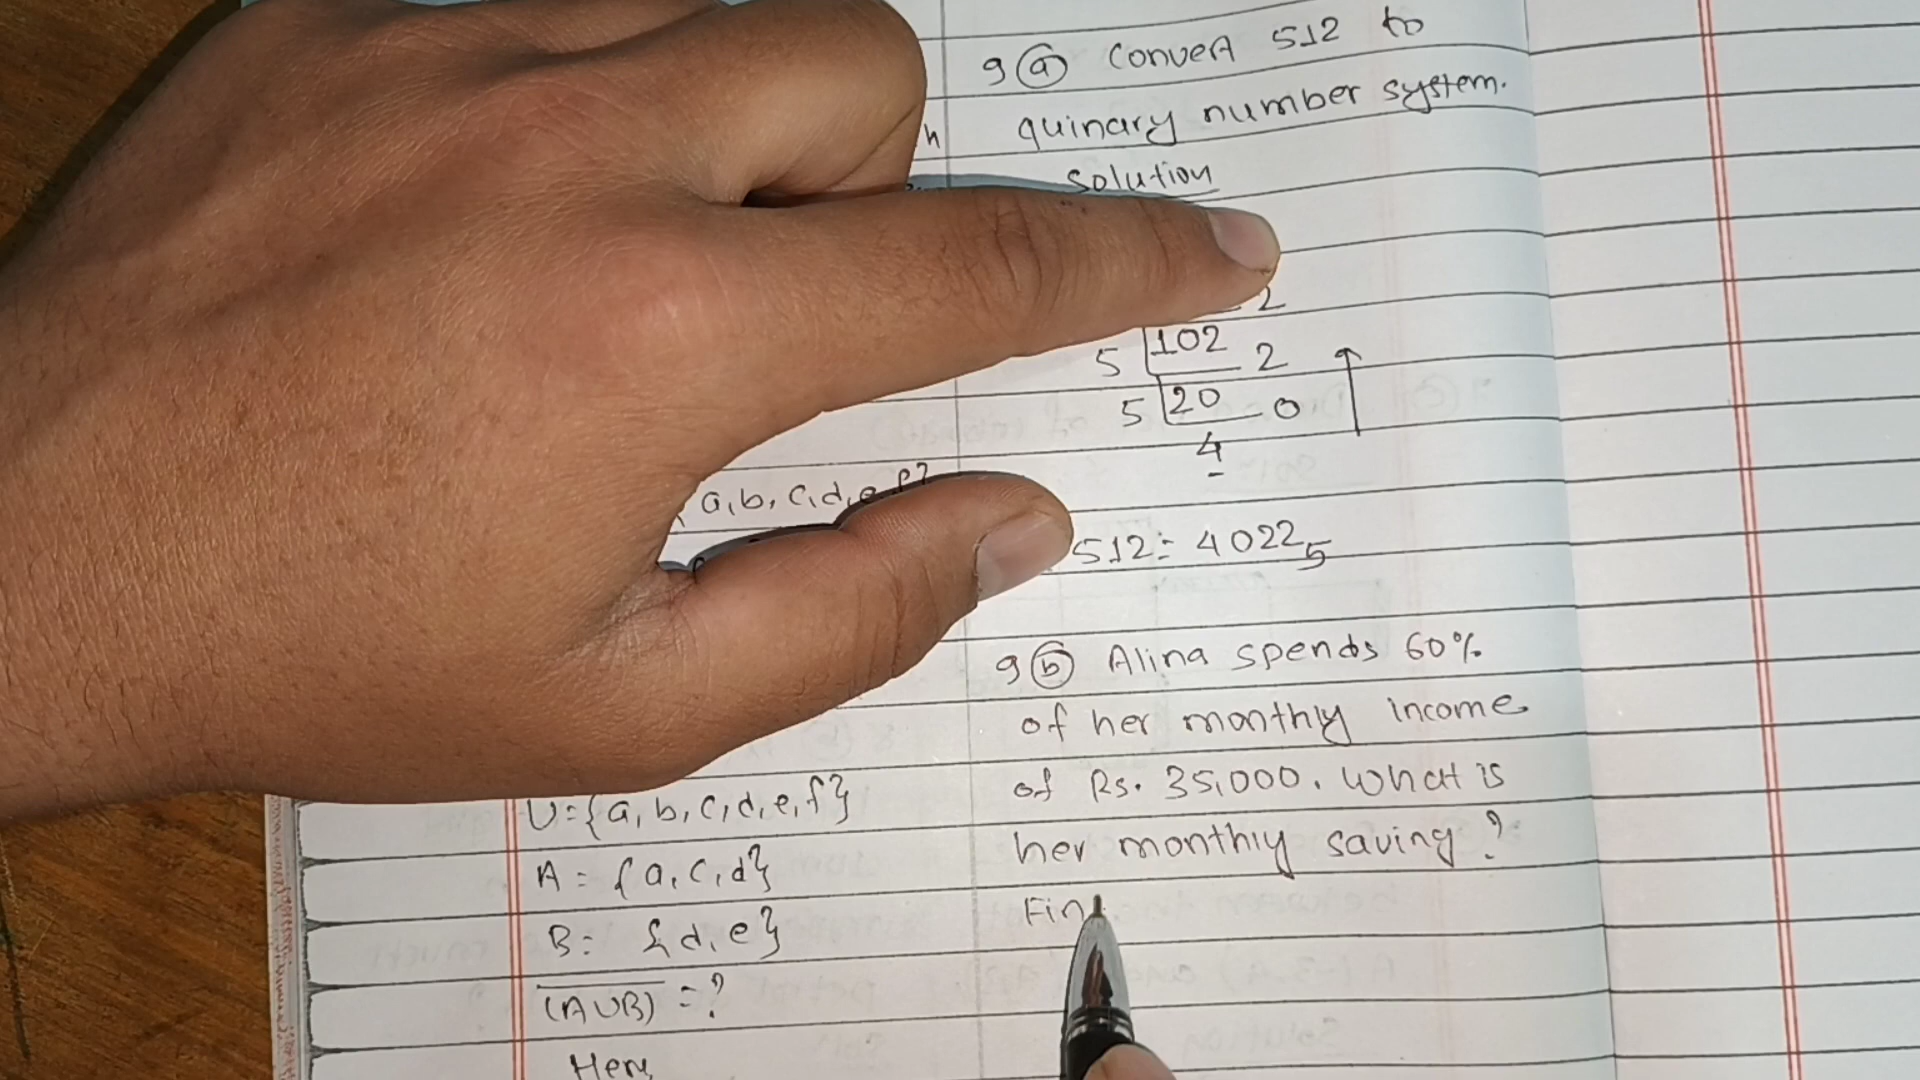 h
{a, b, c, d, e, f}
U = {a, b, c, d, e, f}
A = {a, c, d}
B = {d, e}
(A∪B) = ?
Here,
9 (a) Convert 512 to
quinary number system.
solution
2
5 102 2
5 20 - 0
4
512 = 4022₅
9 (b) Alina spends 60%
of her monthly income
of Rs. 35,000. What is
her monthly saving?
Fin